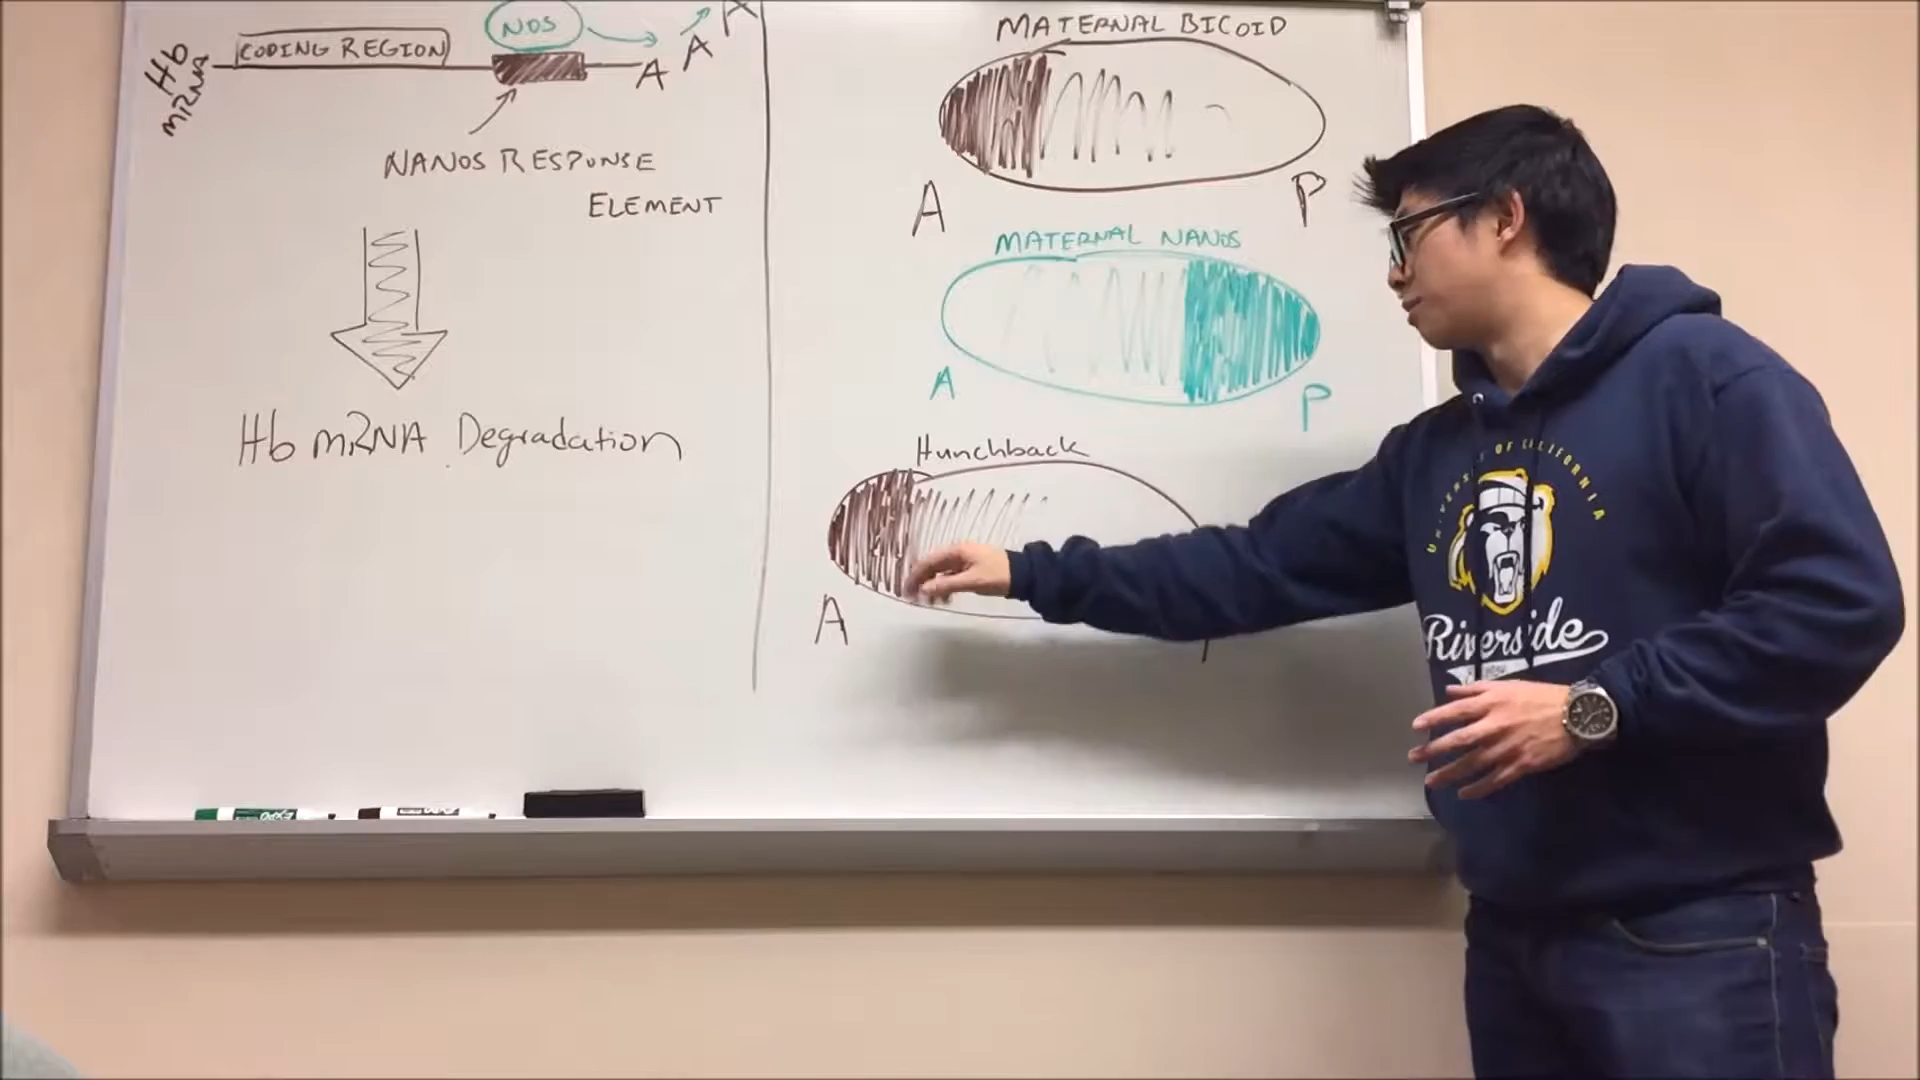 Hb
mRNA
CODING REGION
NOS
A
A
A
NANOS RESPONSE
ELEMENT
Hb mRNA Degradation
MATERNAL BICOID
A
P
MATERNAL NANOS
A
P
Hunchback
A
UNIVERSITY OF CALIFORNIA
Riverside
EXPO
EXPO